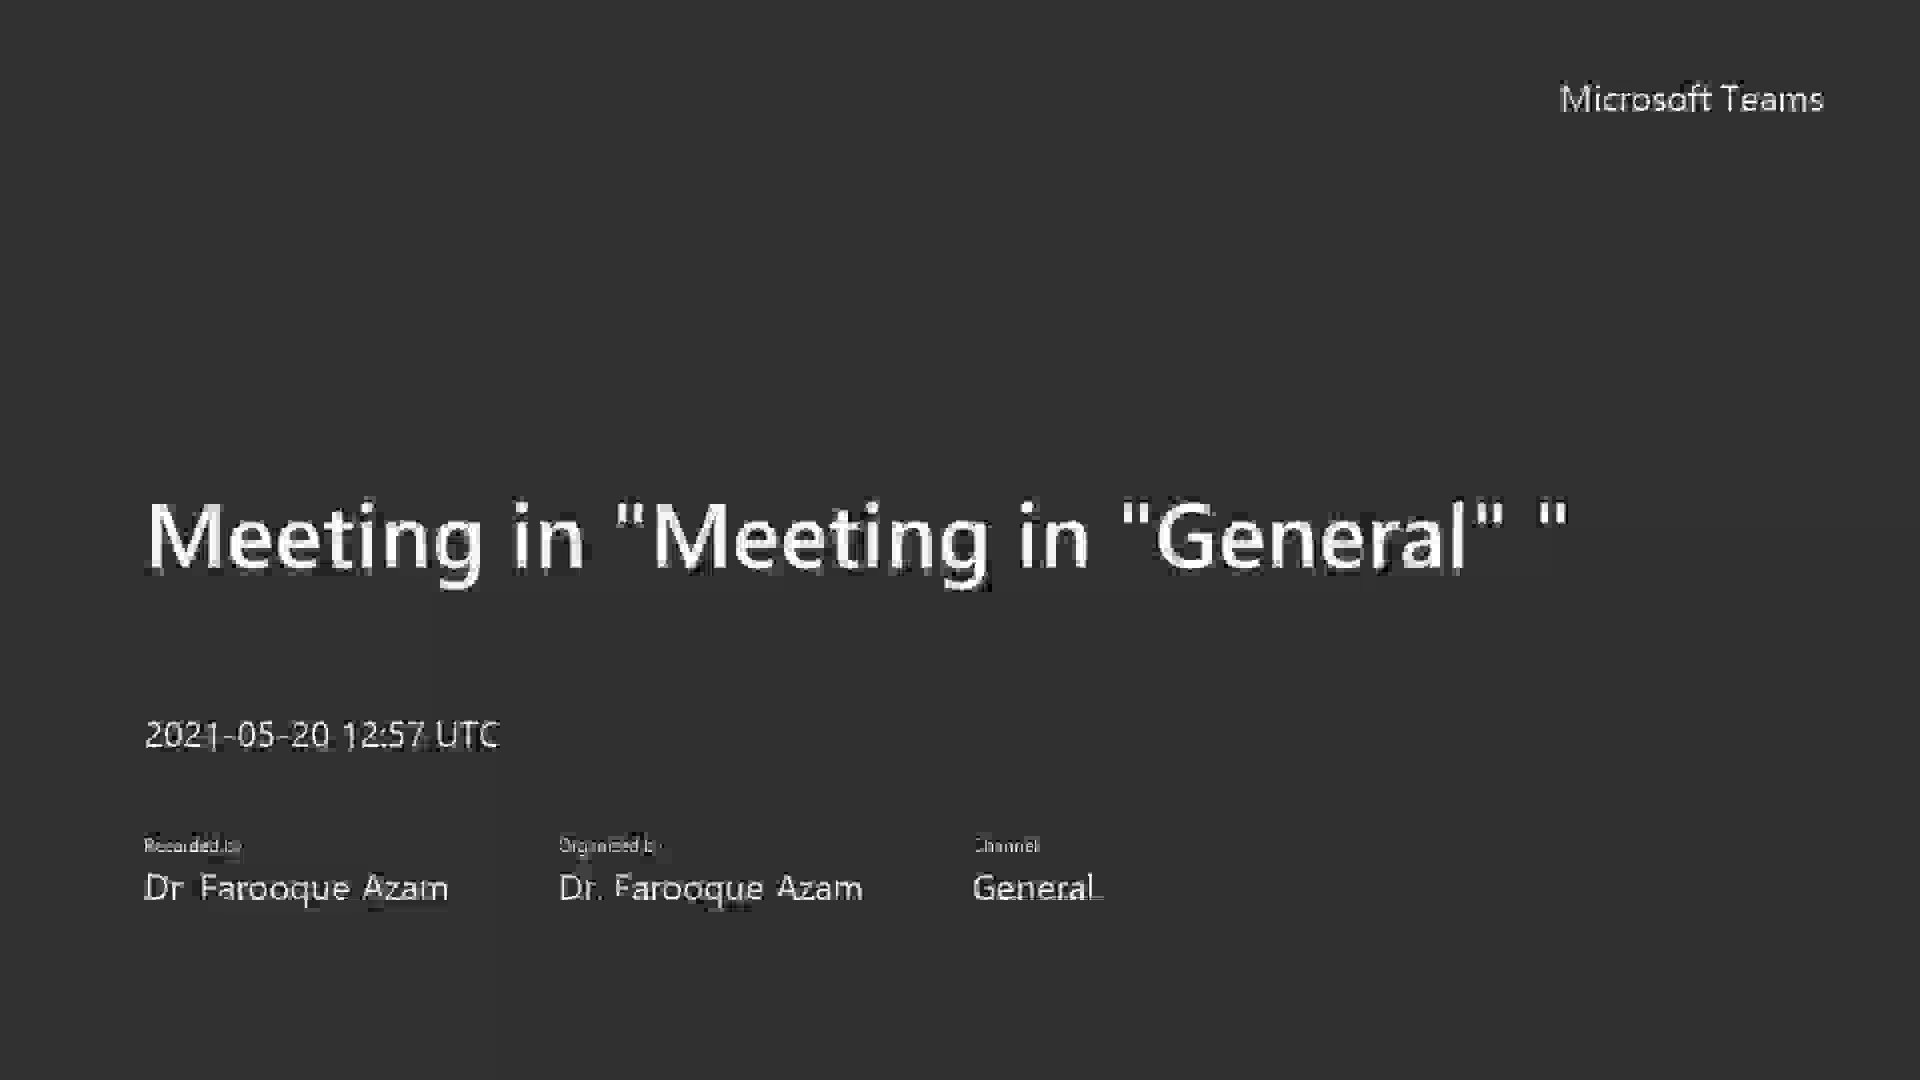 Microsoft Teams
Meeting in "Meeting in "General" "
2021-05-20 12:57 UTC
Recorded by
Organized by
Channel
Dr Farooque Azam
Dr. Farooque Azam
General